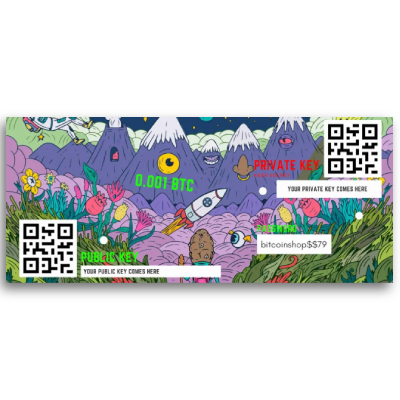 PRIVATE KEY
YOUR PRIVATE KEY COMES HERE
0.001 BTC
bitcoinshop$$79
PUBLIC KEY
YOUR PUBLIC KEY COMES HERE